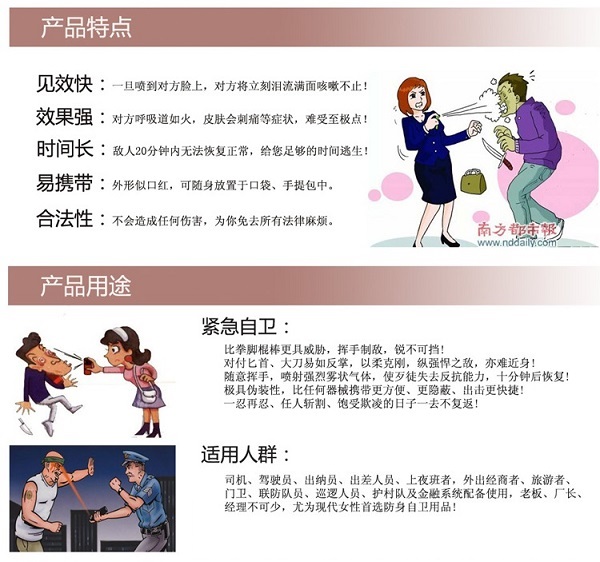 产品特点
见效快：一旦喷到对方脸上，对方将立刻泪流满面咳嗽不止！
效果强：对方呼吸道如火，皮肤会刺痛等症状，难受至极点！
时间长：敌人20分钟内无法恢复正常，给您足够的时间逃生！
易携带：外形似口红，可随身放置于口袋、手提包中。
合法性：不会造成任何伤害，为你免去所有法律麻烦。
南方都市報
www.nddaily.com
产品用途
紧急自卫：
比拳脚棍棒更具威胁，挥手制敌，锐不可挡！
对付匕首、大刀易如反掌，以柔克刚，纵强悍之敌，亦难近身！
随意挥手，喷射强烈雾状气体，使歹徒失去反抗能力，十分钟后恢复！
极具伪装性，比任何器械携带更方便、更隐蔽、出击更快捷！
一忍再忍、任人斩割、饱受欺凌的日子一去不复返！
适用人群：
司机、驾驶员、出纳员、出差人员、上夜班者，外出经商者、旅游者、
门卫、联防队员、巡逻人员、护村队及金融系统配备使用，老板、厂长、
经理不可少，尤为现代女性首选防身自卫用品！